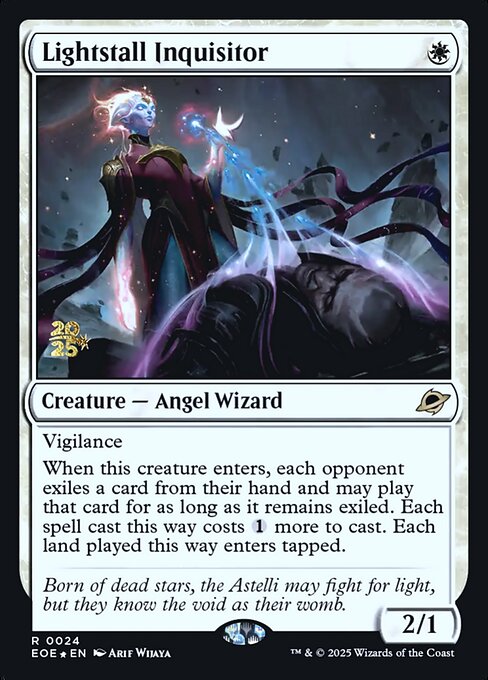 Lightstall Inquisitor
20
25
Creature — Angel Wizard
Vigilance
When this creature enters, each opponent
exiles a card from their hand and may play
that card for as long as it remains exiled. Each
spell cast this way costs 1 more to cast. Each
land played this way enters tapped.
Born of dead stars, the Astelli may fight for light,
but they know the void as their womb.
2/1
R 0024
EOE★EN Arif Wijaya
™ & © 2025 Wizards of the Coast